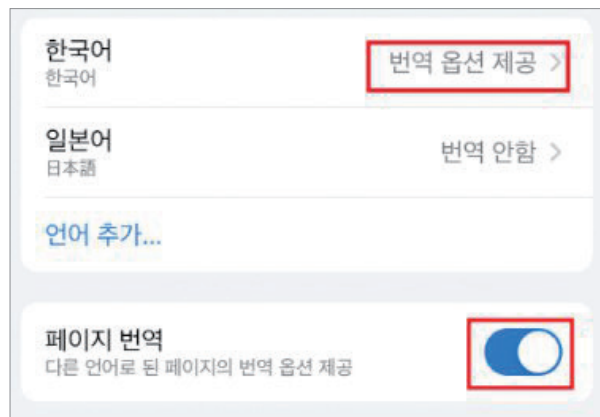 한국어
한국어
번역 옵션 제공
일본어
日本語
번역 안함
언어 추가...
페이지 번역
다른 언어로 된 페이지의 번역 옵션 제공